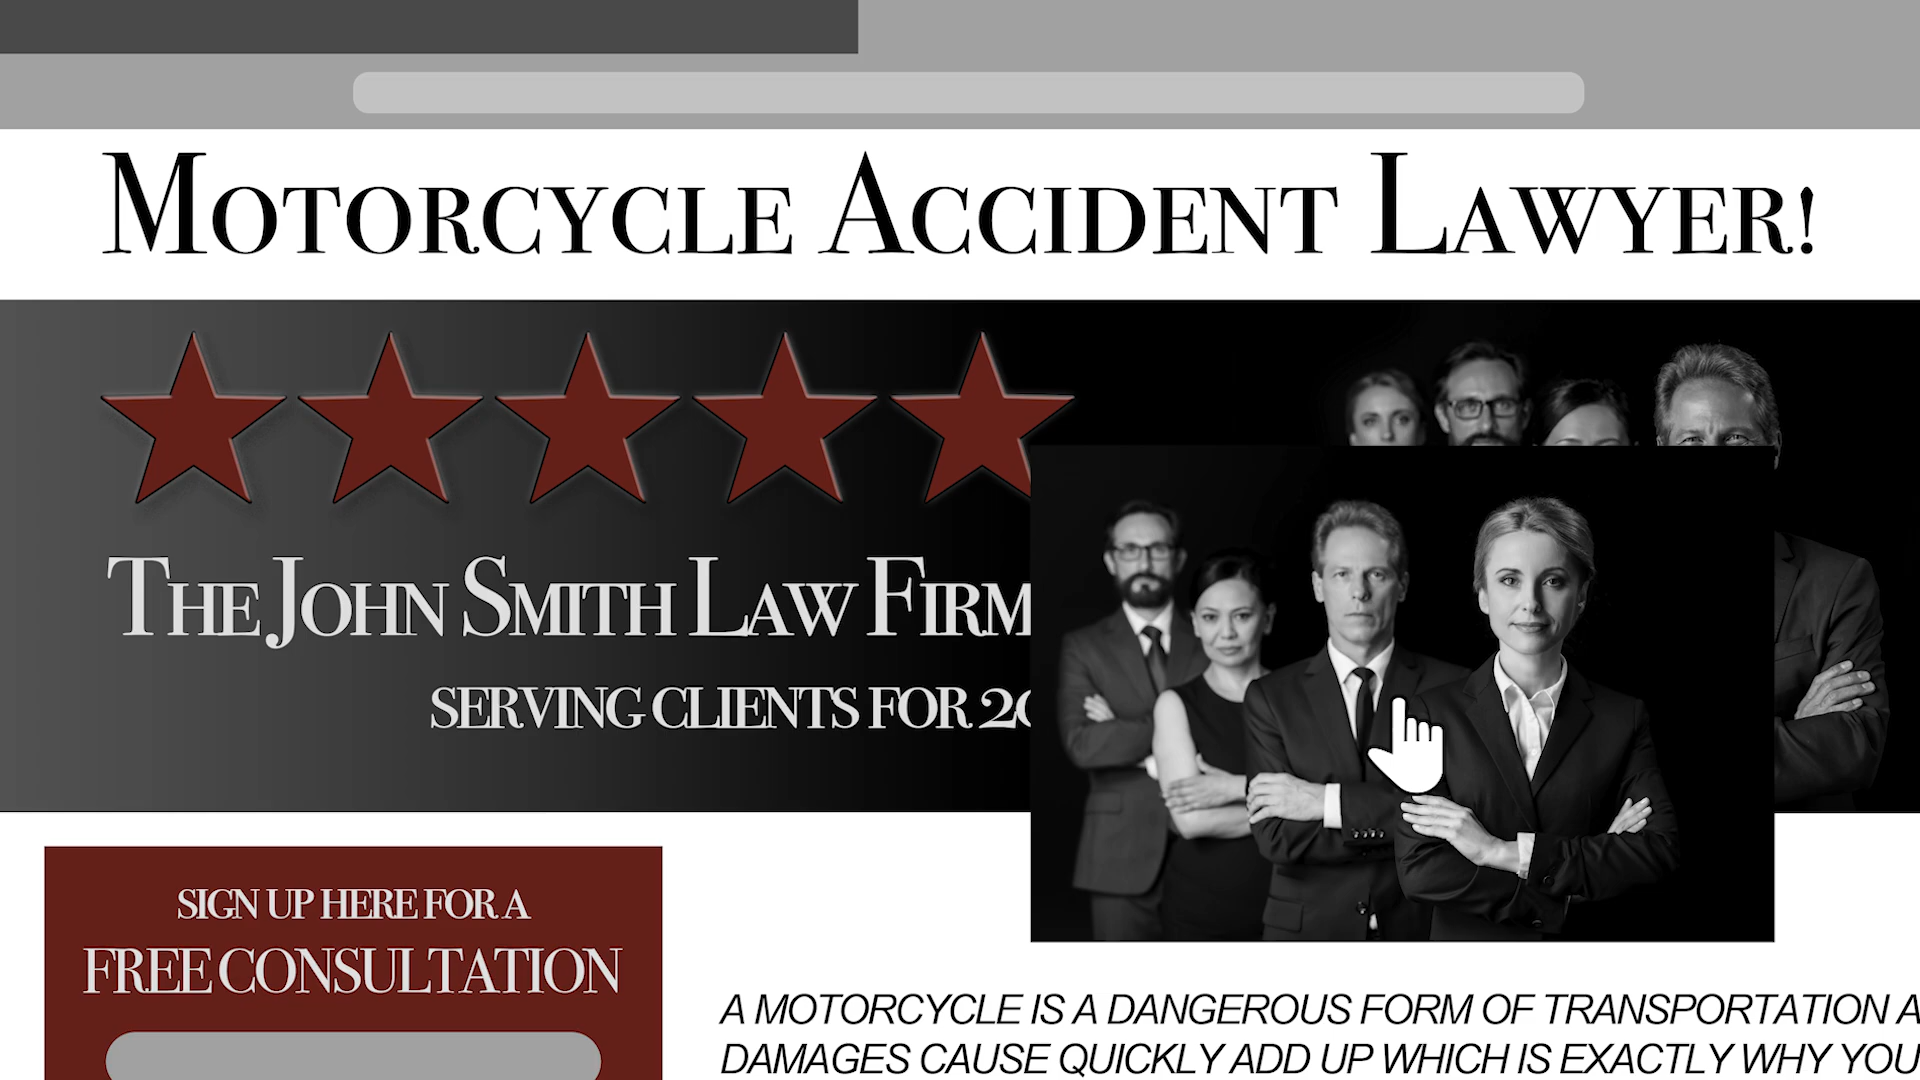 MOTORCYCLE ACCIDENT LAWYER!
THE JOHN SMITH LAW FIRM
SERVING CLIENTS FOR
SIGN UP HERE FOR A
FREE CONSULTATION
A MOTORCYCLE IS A DANGEROUS FORM OF TRANSPORTATION
DAMAGES CAUSE QUICKLY ADD UP WHICH IS EXACTLY WHY YOU